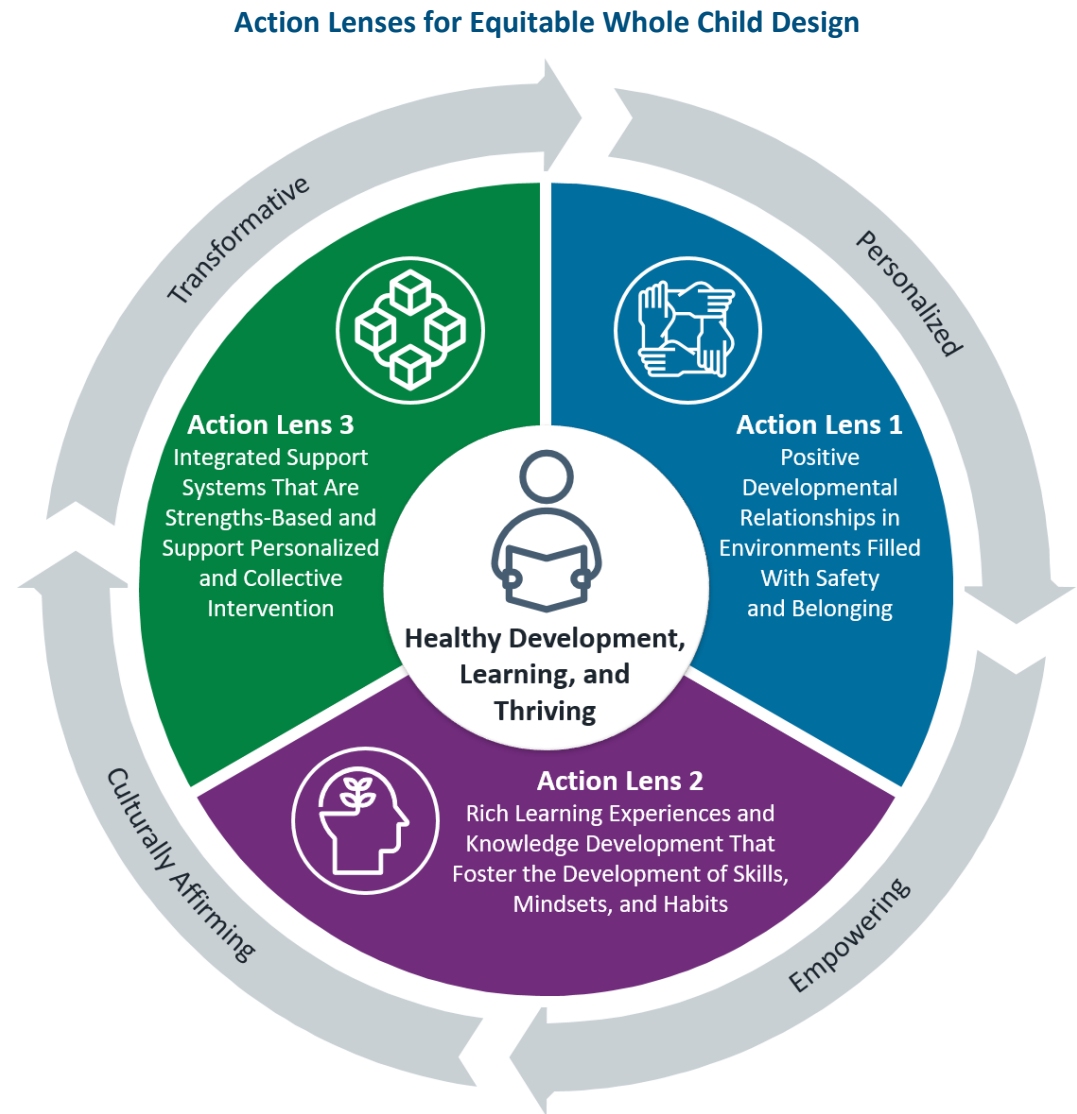 Action Lenses for Equitable Whole Child Design
Transformative
Personalized
Action Lens 3
Integrated Support
Systems That Are
Strengths-Based and
Support Personalized
and Collective
Intervention
Action Lens 1
Positive
Developmental
Relationships in
Environments Filled
With Safety
and Belonging
Healthy Development,
Learning, and
Thriving
Action Lens 2
Rich Learning Experiences and
Knowledge Development That
Foster the Development of Skills,
Mindsets, and Habits
Culturally Affirming
Empowering